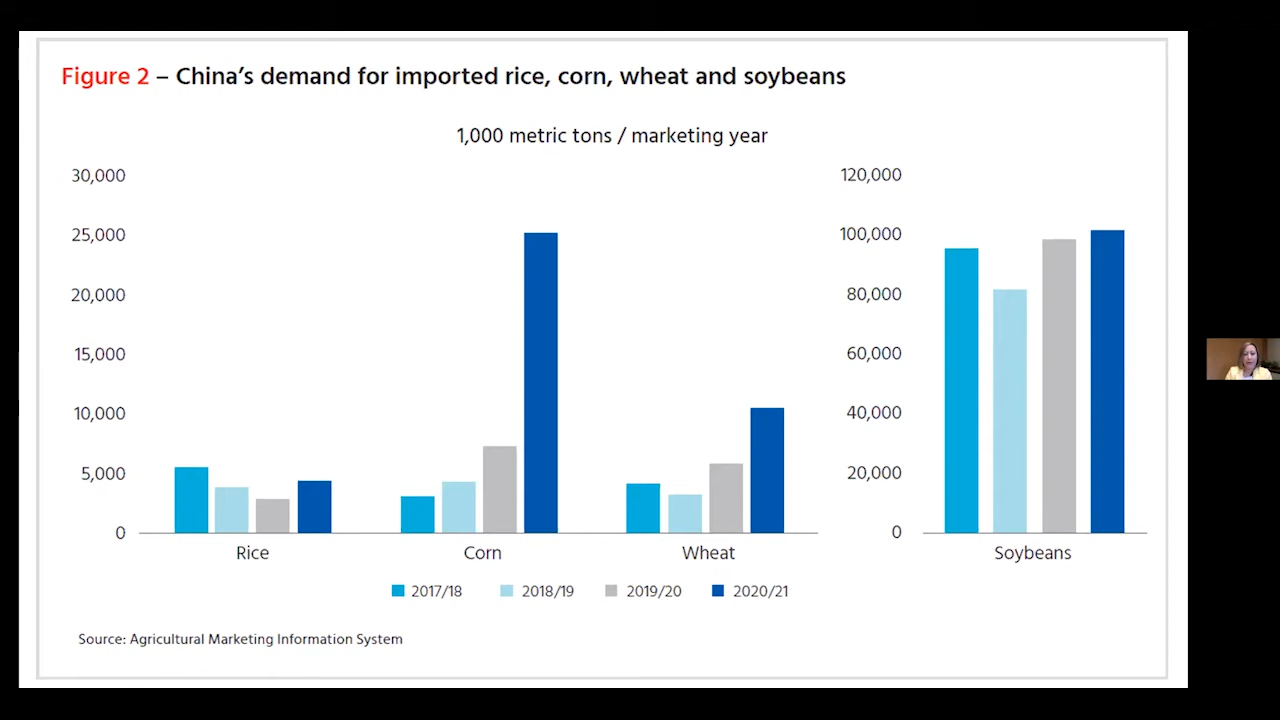 Figure 2 – China’s demand for imported rice, corn, wheat and soybeans
1,000 metric tons / marketing year
30,000
25,000
20,000
15,000
10,000
5,000
0
Rice
Corn
Wheat
120,000
100,000
80,000
60,000
40,000
20,000
0
Soybeans
2017/18
2018/19
2019/20
2020/21
Source: Agricultural Marketing Information System